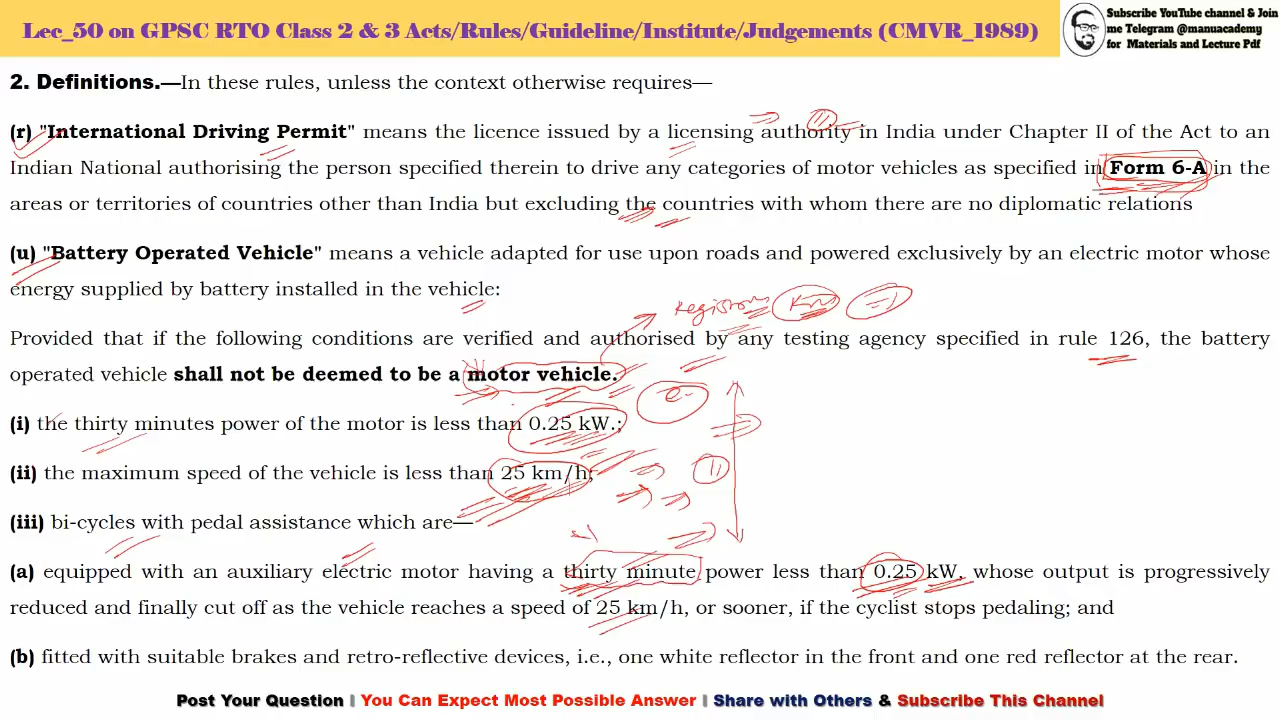 Lec_50 on GPSC RTO Class 2 & 3 Acts/Rules/Guideline/Institute/Judgements (CMVR_1989)
Subscribe YouTube channel & Join
me Telegram @manuacademy
for Materials and Lecture Pdf
2. Definitions.—In these rules, unless the context otherwise requires—
(r) "International Driving Permit" means the licence issued by a licensing authority in India under Chapter II of the Act to an
Indian National authorising the person specified therein to drive any categories of motor vehicles as specified in Form 6-A in the
areas or territories of countries other than India but excluding the countries with whom there are no diplomatic relations
(u) "Battery Operated Vehicle" means a vehicle adapted for use upon roads and powered exclusively by an electric motor whose
energy supplied by battery installed in the vehicle:
Provided that if the following conditions are verified and authorised by any testing agency specified in rule 126, the battery
operated vehicle shall not be deemed to be a motor vehicle.
(i) the thirty minutes power of the motor is less than 0.25 kW.;
(ii) the maximum speed of the vehicle is less than 25 km/h;
(iii) bi-cycles with pedal assistance which are—
(a) equipped with an auxiliary electric motor having a thirty minute power less than 0.25 kW, whose output is progressively
reduced and finally cut off as the vehicle reaches a speed of 25 km/h, or sooner, if the cyclist stops pedaling; and
(b) fitted with suitable brakes and retro-reflective devices, i.e., one white reflector in the front and one red reflector at the rear.
Post Your Question | You Can Expect Most Possible Answer | Share with Others & Subscribe This Channel